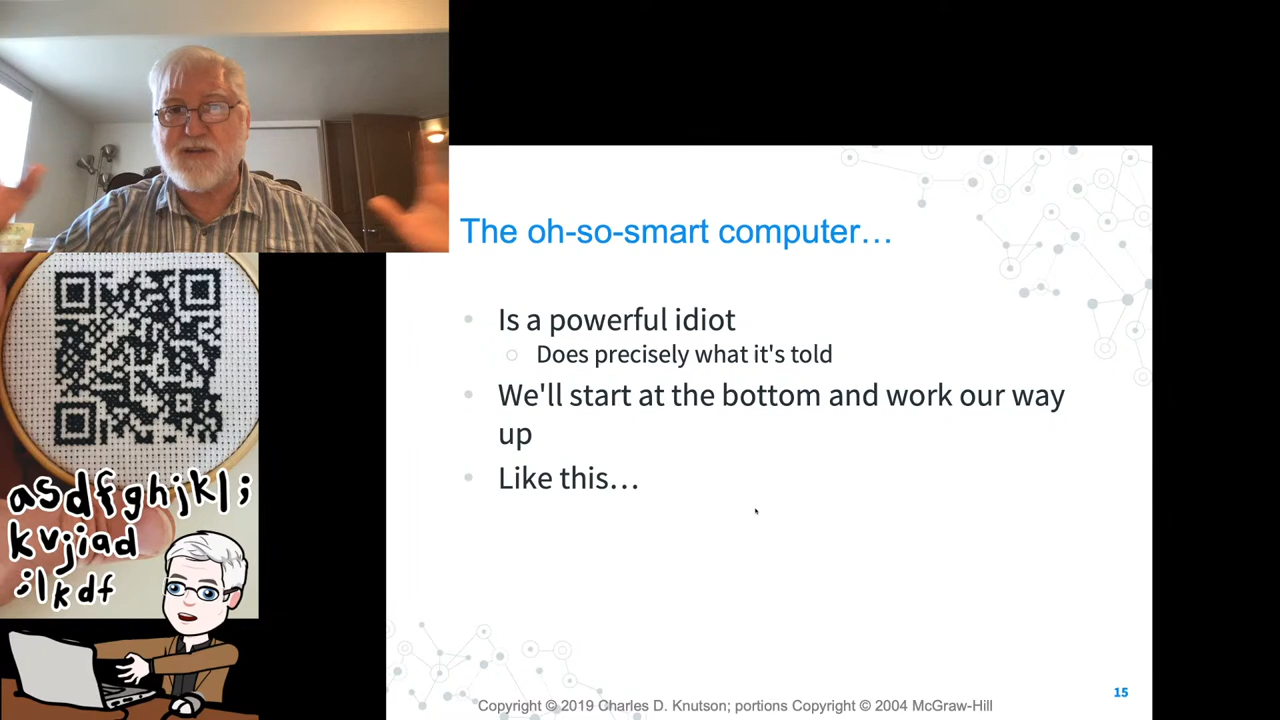 The oh-so-smart computer…
Is a powerful idiot
Does precisely what it's told
We'll start at the bottom and work our way
up
Like this…
asdfghjkl;
kvjiad
;lkdf
Copyright © 2019 Charles D. Knutson; portions Copyright © 2004 McGraw-Hill
15